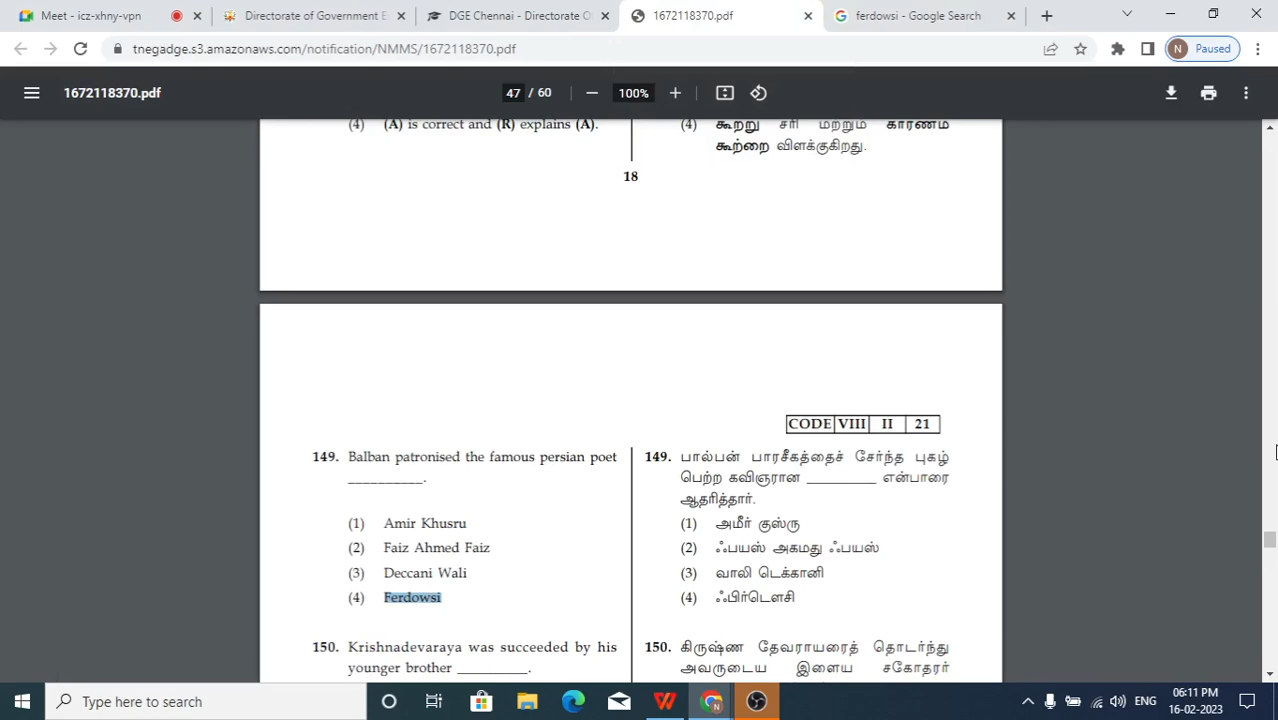 Meet - icz-xhny-vpn
Directorate of Government E
DGE Chennai - Directorate O
1672118370.pdf
ferdowsi - Google Search
tnegadge.s3.amazonaws.com/notification/NMMS/1672118370.pdf
N Paused
1672118370.pdf
47 / 60
100%
(4) (A) is correct and (R) explains (A).
(4) கூற்று சரி மற்றும் காரணம்
கூற்றை விளக்குகிறது.
18
CODE VIII II 21
149. Balban patronised the famous persian poet
__________.
(1) Amir Khusru
(2) Faiz Ahmed Faiz
(3) Deccani Wali
(4) Ferdowsi
150. Krishnadevaraya was succeeded by his
younger brother __________.
149. பால்பன் பாரசீகத்தைச் சேர்ந்த புகழ்
பெற்ற கவிஞரான _________ என்பாரை
ஆதரித்தார்.
(1) அமீர் குஸ்ரு
(2) ஃபயஸ் அகமது ஃபயஸ்
(3) வாலி டெக்கானி
(4) ஃபிர்டௌசி
150. கிருஷ்ண தேவராயரைத் தொடர்ந்து
அவருடைய இளைய சகோதரர்
Type here to search
N
ENG
06:11 PM
16-02-2023